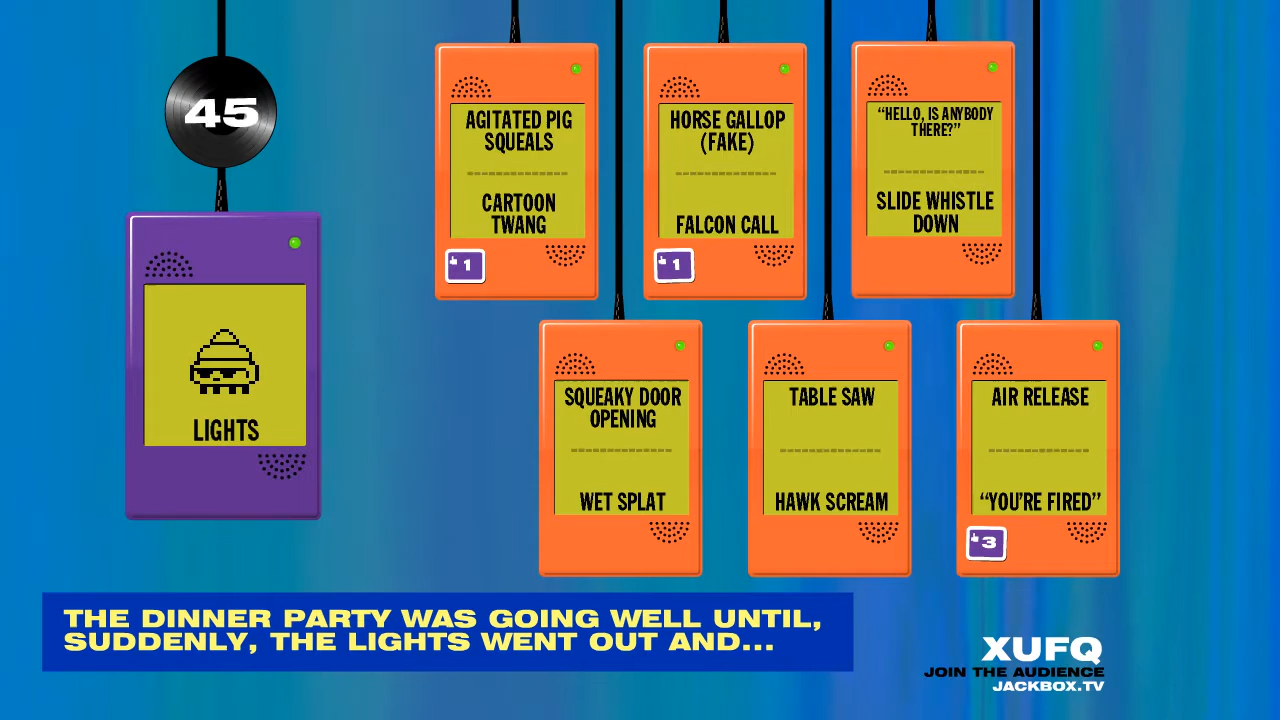 45
LIGHTS
AGITATED PIG
SQUEALS
CARTOON
TWANG
1
HORSE GALLOP
(FAKE)
FALCON CALL
1
“HELLO, IS ANYBODY
THERE?”
SLIDE WHISTLE
DOWN
SQUEAKY DOOR
OPENING
WET SPLAT
TABLE SAW
HAWK SCREAM
AIR RELEASE
“YOU’RE FIRED”
3
THE DINNER PARTY WAS GOING WELL UNTIL,
SUDDENLY, THE LIGHTS WENT OUT AND...
XUFQ
JOIN THE AUDIENCE
JACKBOX.TV